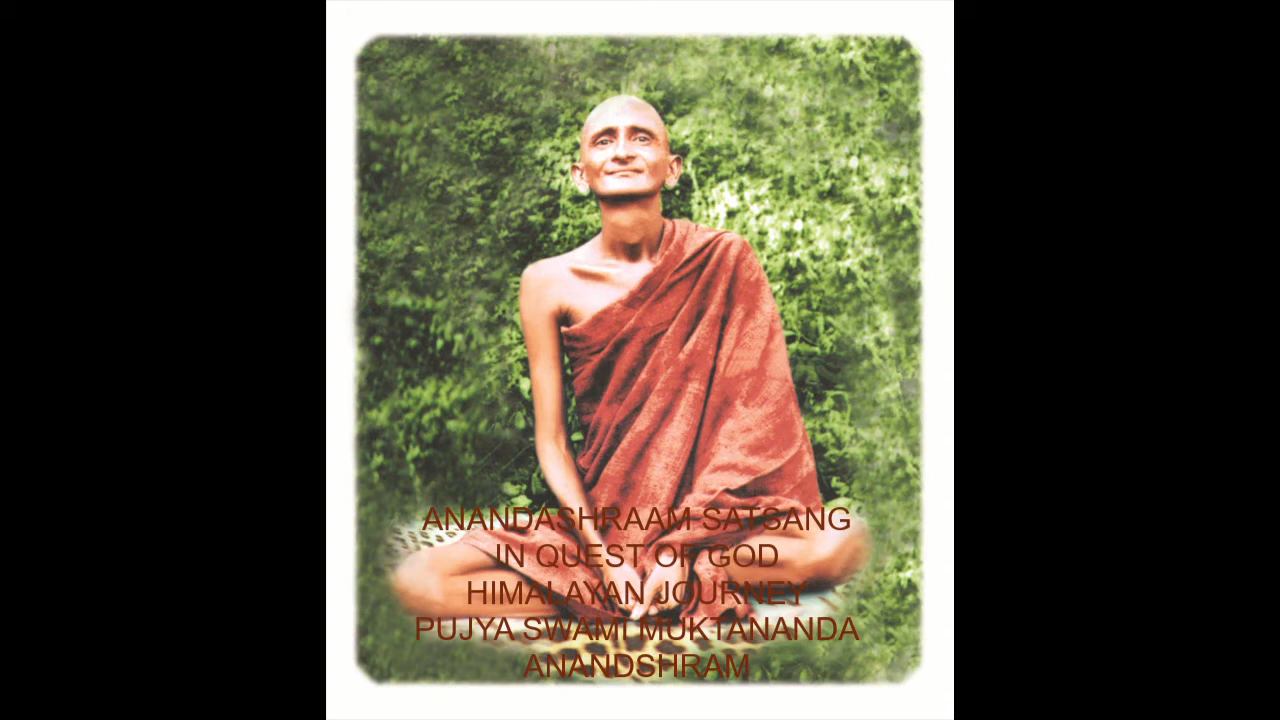 ANANDASHRAAM SATSANG
IN QUEST OF GOD
HIMALAYAN JOURNEY
PUJYA SWAMI MUKTANANDA
ANANDSHRAM